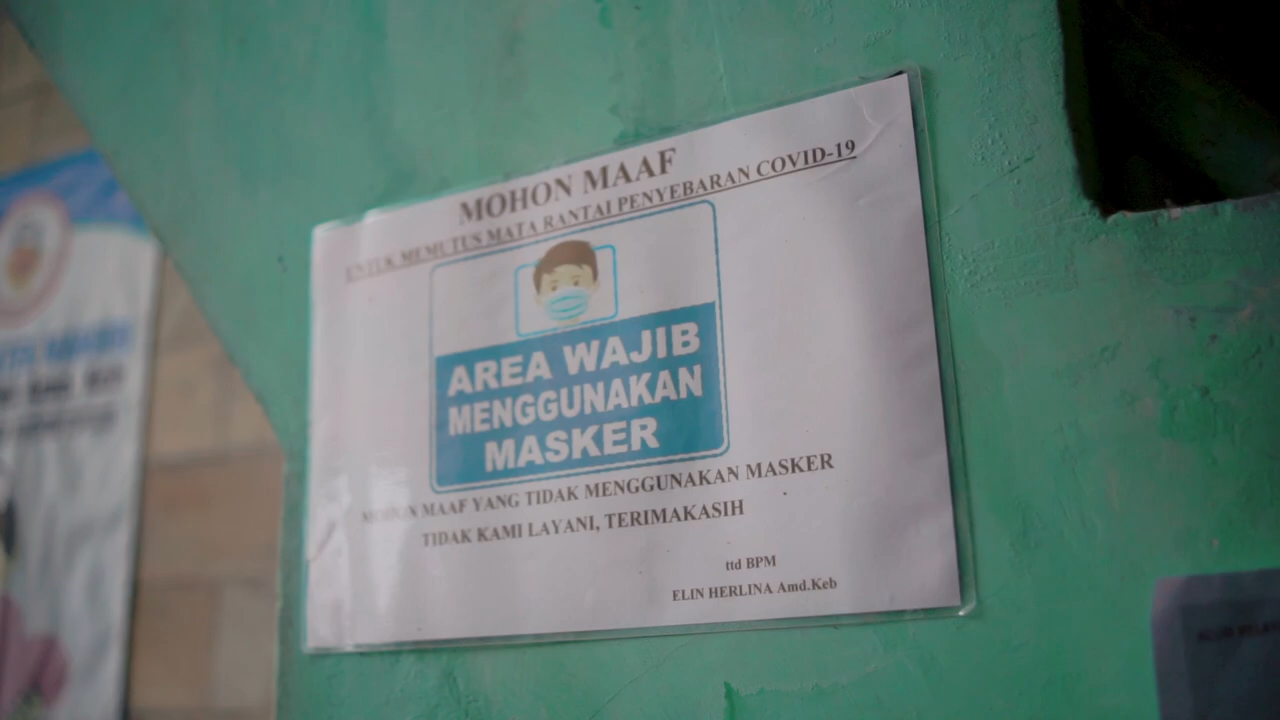 MOHON MAAF
UNTUK MEMUTUS MATA RANTAI PENYEBARAN COVID-19
AREA WAJIB
MENGGUNAKAN
MASKER
MOHON MAAF YANG TIDAK MENGGUNAKAN MASKER
TIDAK KAMI LAYANI, TERIMAKASIH
ttd BPM
ELIN HERLINA Amd.Keb